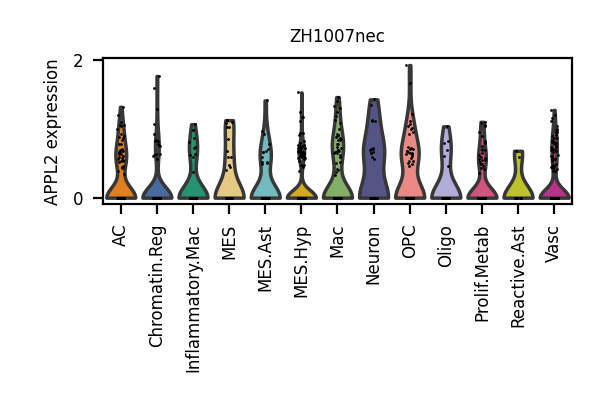 ZH1007nec
APPL2 expression
2
0
AC
Chromatin.Reg
Inflammatory.Mac
MES
MES.Ast
MES.Hyp
Mac
Neuron
OPC
Oligo
Prolif.Metab
Reactive.Ast
Vasc